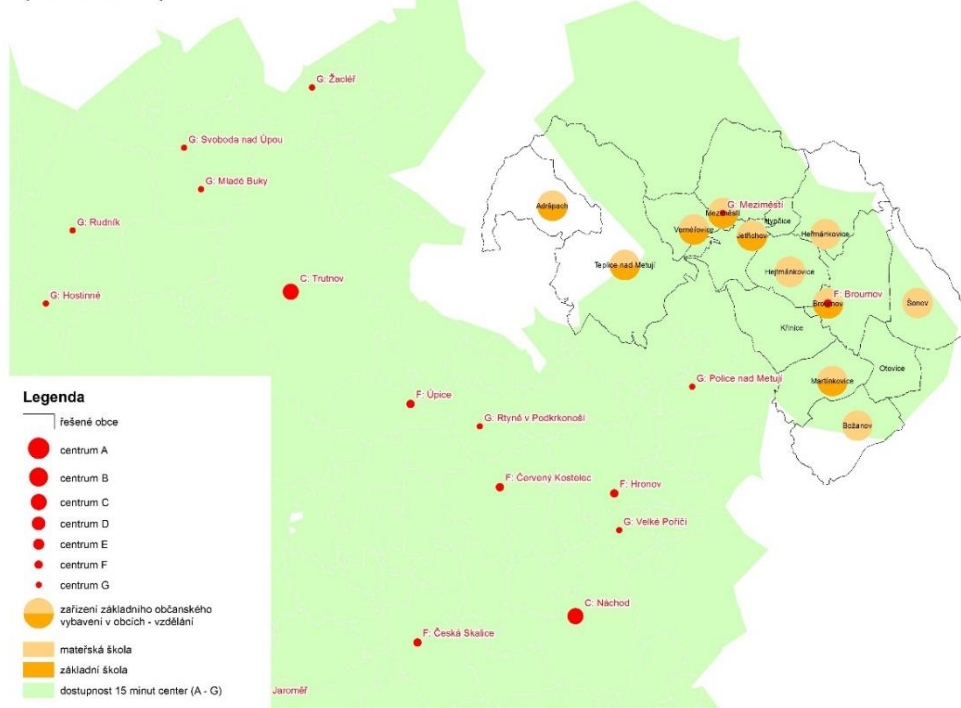 G: Žacléř
G: Svoboda nad Úpou
G: Mladé Buky
G: Rudník
G: Hostinné
C: Trutnov
Adršpach
Teplice nad Metují
Vernéřovice
G: Meziměstí
Meziměstí
Jetřichov
Hynčice
Heřmánkovice
Hejtmánkovice
F: Broumov
Broumov
Šonov
Křinice
Otovice
Martínkovice
Božanov
G: Police nad Metují
F: Úpice
G: Rtyně v Podkrkonoší
F: Červený Kostelec
F: Hronov
G: Velké Poříčí
C: Náchod
F: Česká Skalice
Jaroměř
Legenda
řešené obce
centrum A
centrum B
centrum C
centrum D
centrum E
centrum F
centrum G
zařízení základního občanského
vybavení v obcích - vzdělání
mateřská škola
základní škola
dostupnost 15 minut center (A - G)